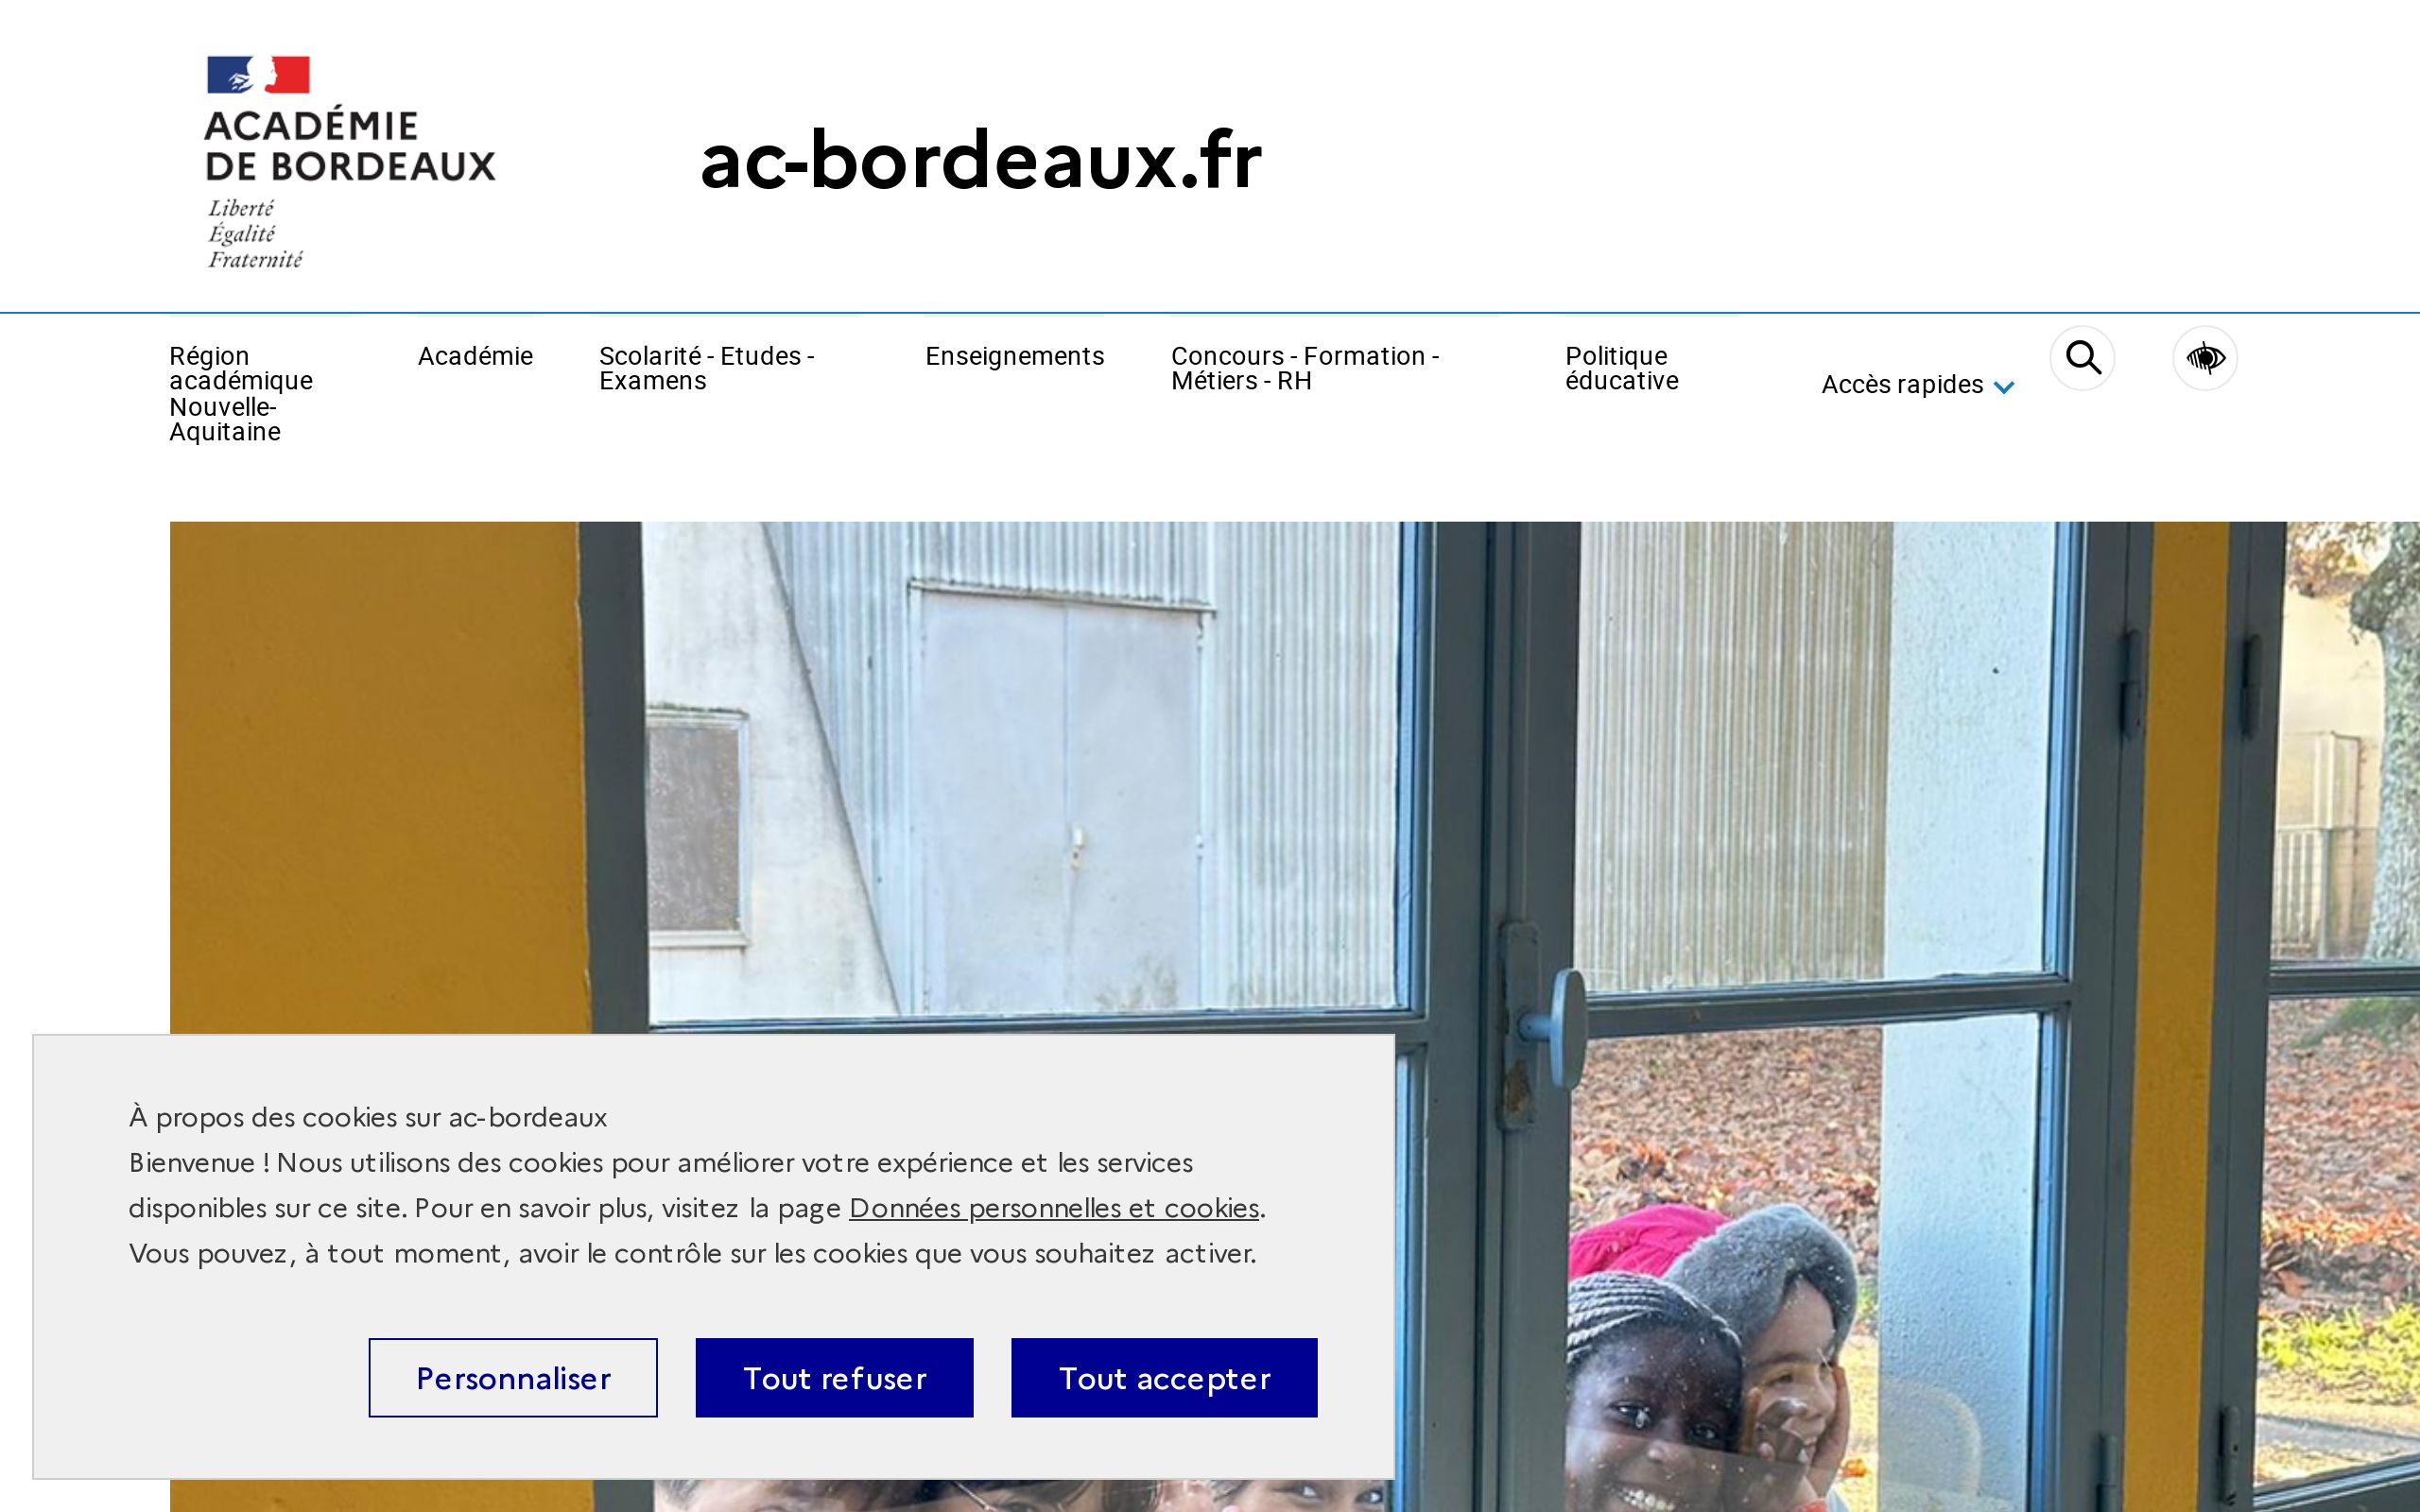 ACADÉMIE
DE BORDEAUX
Liberté
Égalité
Fraternité
ac-bordeaux.fr
Région
académique
Nouvelle-
Aquitaine
Académie
Scolarité - Etudes -
Examens
Enseignements
Concours - Formation -
Métiers - RH
Politique
éducative
Accès rapides
À propos des cookies sur ac-bordeaux
Bienvenue ! Nous utilisons des cookies pour améliorer votre expérience et les services
disponibles sur ce site. Pour en savoir plus, visitez la page Données personnelles et cookies.
Vous pouvez, à tout moment, avoir le contrôle sur les cookies que vous souhaitez activer.
Personnaliser
Tout refuser
Tout accepter